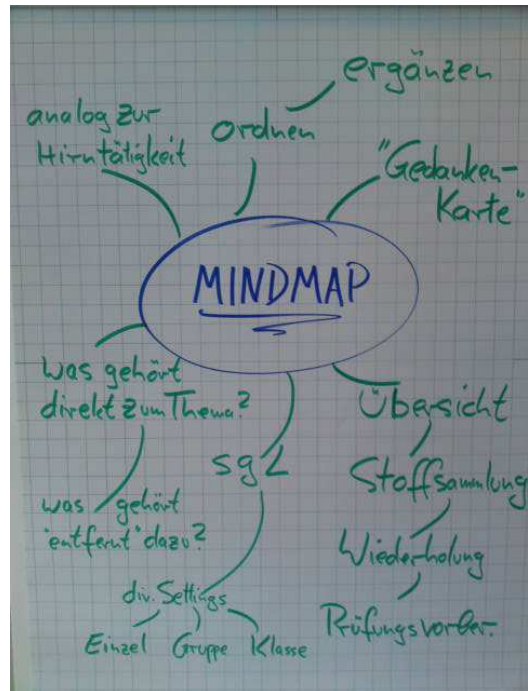 ergänzen
analog zur
Hirntätigkeit
ordnen
"Gedanken-
Karte"
MINDMAP
was gehört
direkt zum Thema?
Übersicht
sgL
Stoffsammlung
was gehört
"entfernt" dazu?
Wiederholung
div. Settings
Prüfungsvorber.
Einzel Gruppe Klasse